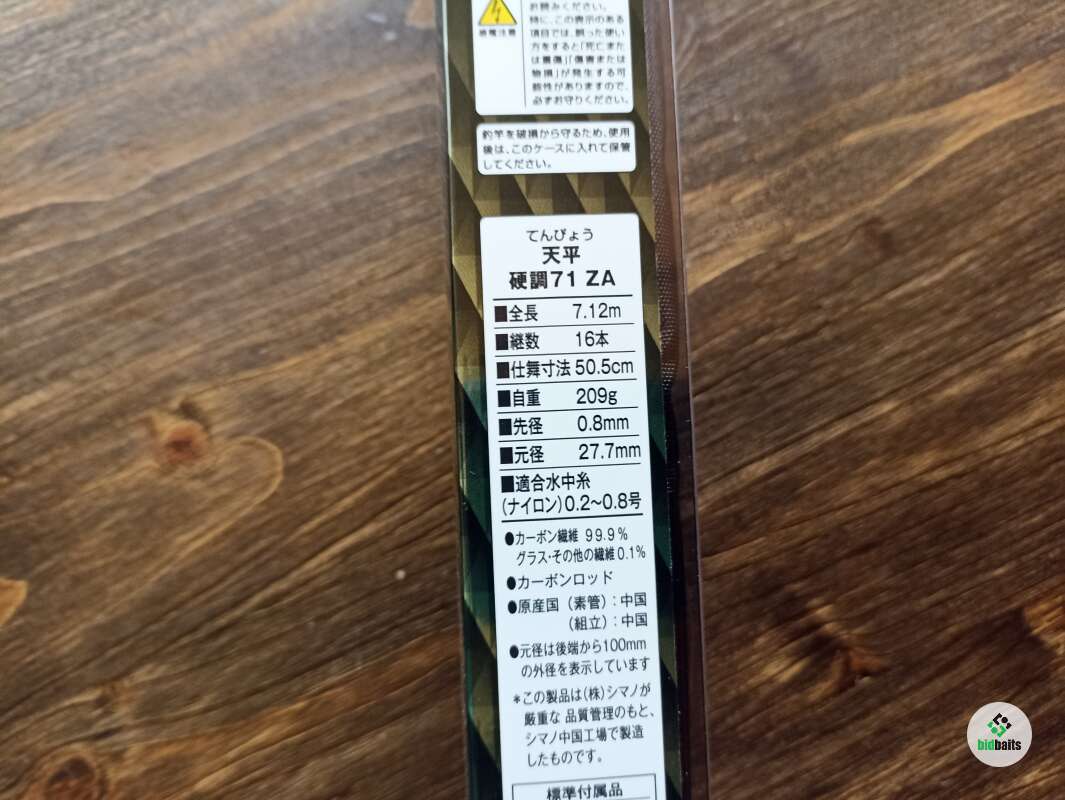 お読みください。
特に、この表示のある
項目では、誤った使い
方をすると「死亡また
は重傷」「傷害または
物損」が発生する可
能性がありますので、
必ずお守りください。
感電注意
釣竿を破損から守るため、使用
後は、このケースに入れて保管
してください。
てんぴょう
天平
硬調71 ZA
■全長 7.12m
■継数 16本
■仕舞寸法 50.5cm
■自重 209g
■先径 0.8mm
■元径 27.7mm
■適合水中糸
(ナイロン)0.2〜0.8号
●カーボン繊維 99.9%
グラス・その他の繊維 0.1%
●カーボンロッド
●原産国(素管):中国
(組立):中国
●元径は後端から100mm
の外径を表示しています
*この製品は(株)シマノが
厳重な 品質管理のもと、
シマノ中国工場で製造
したものです。
標準付属品
bidbaits